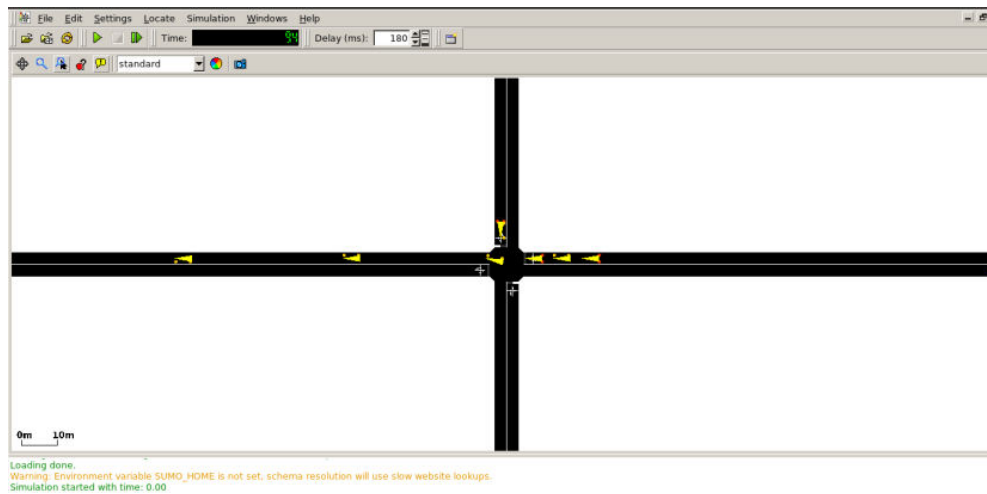 File Edit Settings Locate Simulation Windows Help
Time: 94 Delay (ms): 180
standard
0m 10m
Loading done.
Warning: Environment variable SUMO_HOME is not set, schema resolution will use slow website lookups.
Simulation started with time: 0.00